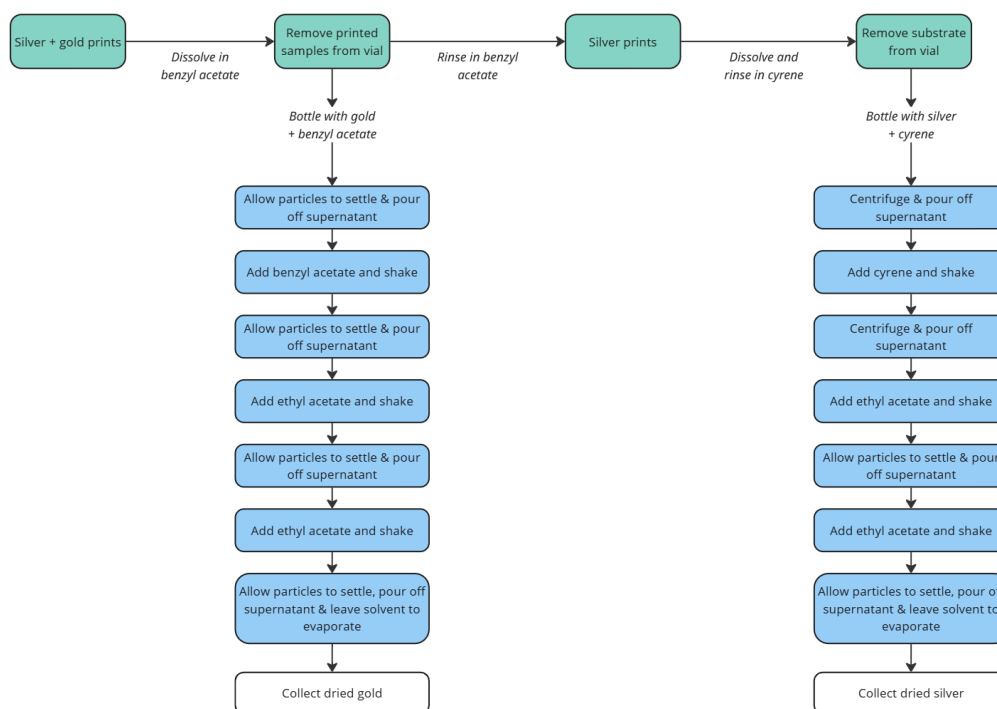 Silver + gold prints
Dissolve in
benzyl acetate
Remove printed
samples from vial
Rinse in benzyl
acetate
Silver prints
Dissolve and
rinse in cyrene
Remove substrate
from vial
Bottle with gold
+ benzyl acetate
Allow particles to settle & pour
off supernatant
Add benzyl acetate and shake
Allow particles to settle & pour
off supernatant
Add ethyl acetate and shake
Allow particles to settle & pour
off supernatant
Add ethyl acetate and shake
Allow particles to settle, pour off
supernatant & leave solvent to
evaporate
Collect dried gold
Bottle with silver
+ cyrene
Centrifuge & pour off
supernatant
Add cyrene and shake
Centrifuge & pour off
supernatant
Add ethyl acetate and shake
Allow particles to settle & pour
off supernatant
Add ethyl acetate and shake
Allow particles to settle, pour off
supernatant & leave solvent to
evaporate
Collect dried silver